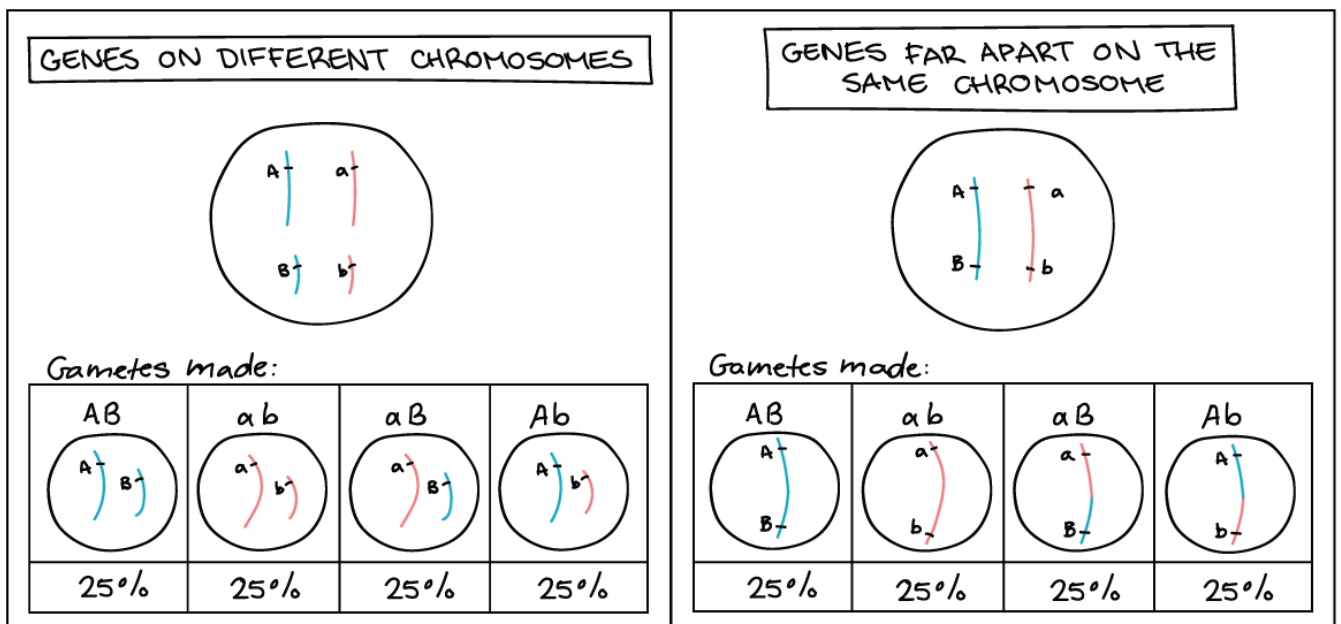 GENES ON DIFFERENT CHROMOSOMES
A a
B b
Gametes made:
AB ab aB Ab
A B a b a B A b
25% 25% 25% 25%
GENES FAR APART ON THE
SAME CHROMOSOME
A a
B b
Gametes made:
AB ab aB Ab
A a a A
B b B b
25% 25% 25% 25%